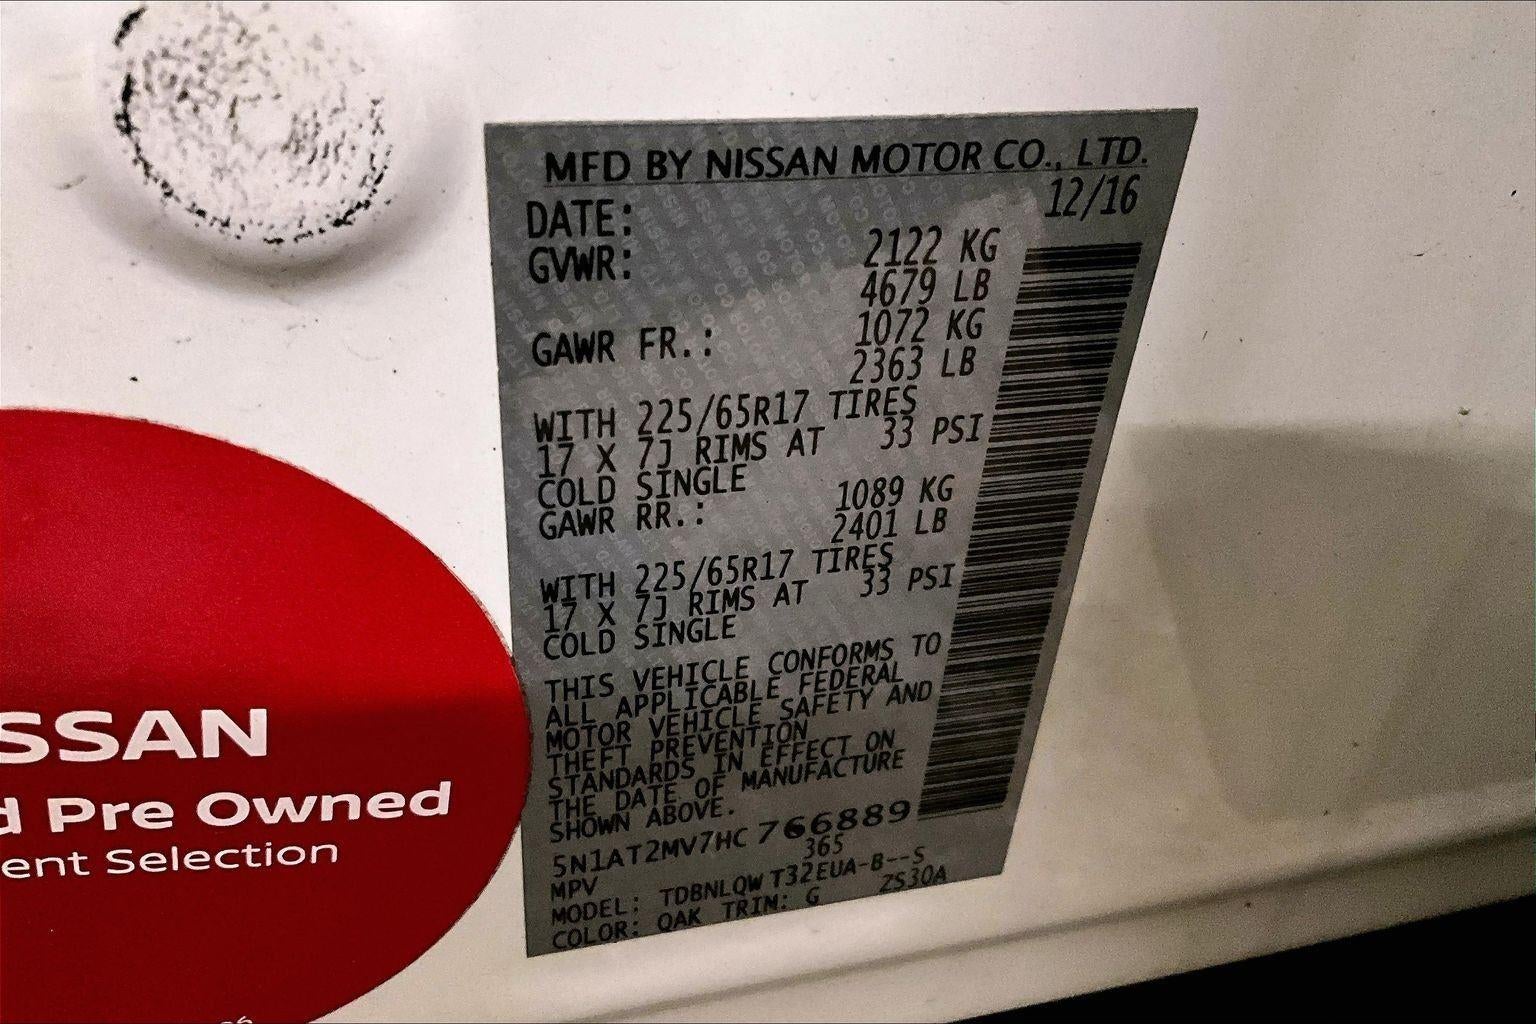 MFD BY NISSAN MOTOR CO., LTD.
DATE: 12/16
GVWR: 2122 KG
4679 LB
GAWR FR.: 1072 KG
2363 LB
WITH 225/65R17 TIRES
17 X 7J RIMS AT 33 PSI
COLD SINGLE
GAWR RR.: 1089 KG
2401 LB
WITH 225/65R17 TIRES
17 X 7J RIMS AT 33 PSI
COLD SINGLE
THIS VEHICLE CONFORMS TO
ALL APPLICABLE FEDERAL
MOTOR VEHICLE SAFETY AND
THEFT PREVENTION
STANDARDS IN EFFECT ON
THE DATE OF MANUFACTURE
SHOWN ABOVE.
5N1AT2MV7HC 766889
MPV 365
MODEL: TDBNLQW T32EUA-B--S
COLOR: QAK TRIM: G ZS30A
SSAN
d Pre Owned
ent Selection